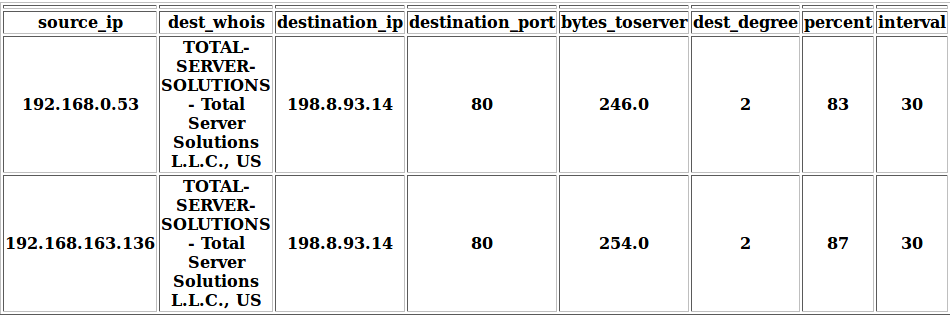 source_ip dest_whois destination_ip destination_port bytes_toserver dest_degree percent interval
TOTAL-
SERVER-
SOLUTIONS
192.168.0.53 - Total 198.8.93.14 80 246.0 2 83 30
Server
Solutions
L.L.C., US
TOTAL-
SERVER-
SOLUTIONS
192.168.163.136 - Total 198.8.93.14 80 254.0 2 87 30
Server
Solutions
L.L.C., US